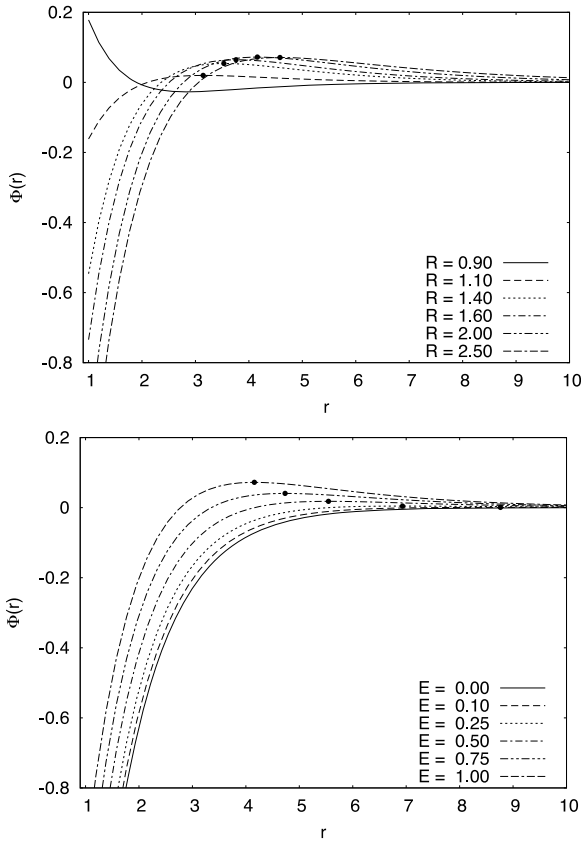 0.2
0
-0.2
-0.4
-0.6
-0.8
Φ(r)
R = 0.90
R = 1.10
R = 1.40
R = 1.60
R = 2.00
R = 2.50
1 2 3 4 5 6 7 8 9 10
r
0.2
0
-0.2
-0.4
-0.6
-0.8
Φ(r)
E = 0.00
E = 0.10
E = 0.25
E = 0.50
E = 0.75
E = 1.00
1 2 3 4 5 6 7 8 9 10
r